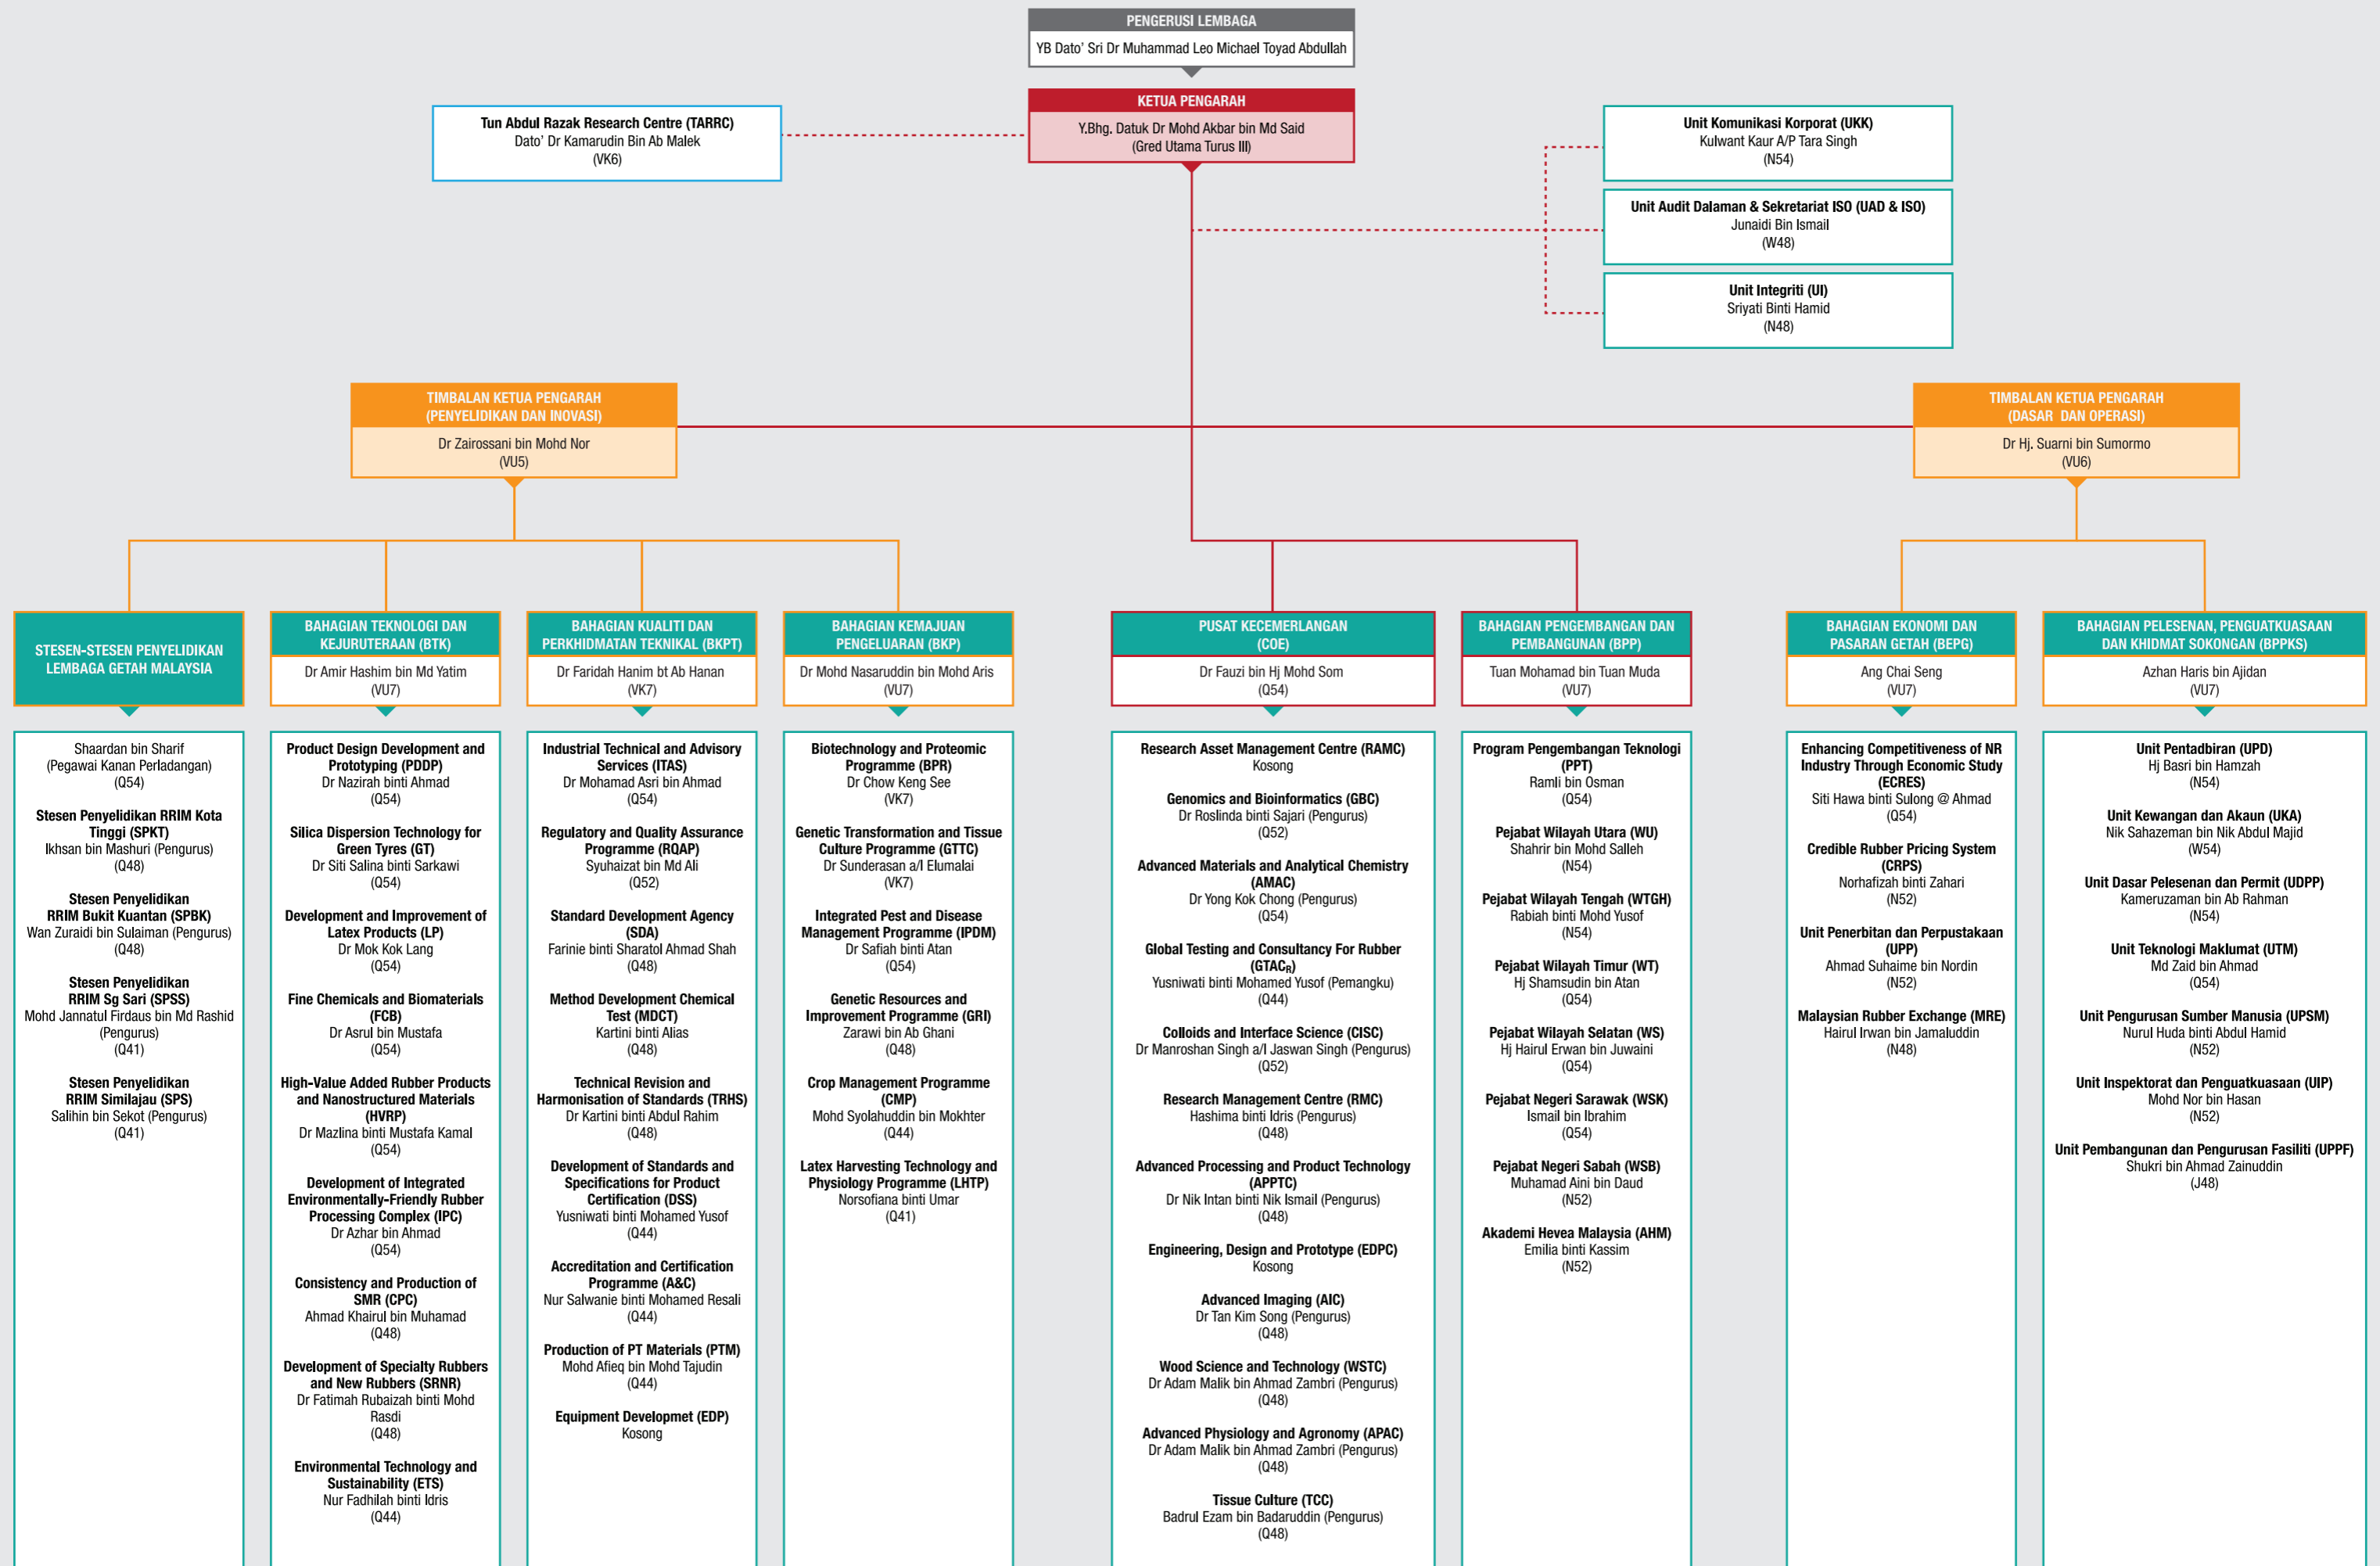 PENGERUSI LEMBAGA
YB Dato' Sri Dr Muhammad Leo Michael Toyad Abdullah
KETUA PENGARAH
Y.Bhg. Datuk Dr Mohd Akbar bin Md Said
(Gred Utama Turus III)
Tun Abdul Razak Research Centre (TARRC)
Dato' Dr Kamarudin Bin Ab Malek
(VK6)
Unit Komunikasi Korporat (UKK)
Kulwant Kaur A/P Tara Singh
(N54)
Unit Audit Dalaman & Sekretariat ISO (UAD & ISO)
Junaidi Bin Ismail
(W48)
Unit Integriti (UI)
Sriyati Binti Hamid
(N48)
TIMBALAN KETUA PENGARAH
(PENYELIDIKAN DAN INOVASI)
Dr Zairossani bin Mohd Nor
(VU5)
TIMBALAN KETUA PENGARAH
(DASAR DAN OPERASI)
Dr Hj. Suarni bin Sumormo
(VU6)
STESEN-STESEN PENYELIDIKAN
LEMBAGA GETAH MALAYSIA
Shaardan bin Sharif
(Pegawai Kanan Perladangan)
(Q54)
Stesen Penyelidikan RRIM Kota
Tinggi (SPKT)
Ikhsan bin Mashuri (Pengurus)
(Q48)
Stesen Penyelidikan
RRIM Bukit Kuantan (SPBK)
Wan Zuraidi bin Sulaiman (Pengurus)
(Q48)
Stesen Penyelidikan
RRIM Sg Sari (SPSS)
Mohd Jannatul Firdaus bin Md Rashid
(Pengurus)
(Q41)
Stesen Penyelidikan
RRIM Similajau (SPS)
Salihin bin Sekot (Pengurus)
(Q41)
BAHAGIAN TEKNOLOGI DAN
KEJURUTERAAN (BTK)
Dr Amir Hashim bin Md Yatim
(VU7)
Product Design Development and
Prototyping (PDDP)
Dr Nazirah binti Ahmad
(Q54)
Silica Dispersion Technology for
Green Tyres (GT)
Dr Siti Salina binti Sarkawi
(Q54)
Development and Improvement of
Latex Products (LP)
Dr Mok Kok Lang
(Q54)
Fine Chemicals and Biomaterials
(FCB)
Dr Asrul bin Mustafa
(Q54)
High-Value Added Rubber Products
and Nanostructured Materials
(HVRP)
Dr Mazlina binti Mustafa Kamal
(Q54)
Development of Integrated
Environmentally-Friendly Rubber
Processing Complex (IPC)
Dr Azhar bin Ahmad
(Q54)
Consistency and Production of
SMR (CPC)
Ahmad Khairul bin Muhamad
(Q48)
Development of Specialty Rubbers
and New Rubbers (SRNR)
Dr Fatimah Rubaizah binti Mohd
Rasdi
(Q48)
Environmental Technology and
Sustainability (ETS)
Nur Fadhilah binti Idris
(Q44)
BAHAGIAN KUALITI DAN
PERKHIDMATAN TEKNIKAL (BKPT)
Dr Faridah Hanim bt Ab Hanan
(VK7)
Industrial Technical and Advisory
Services (ITAS)
Dr Mohamad Asri bin Ahmad
(Q54)
Regulatory and Quality Assurance
Programme (RQAP)
Syuhaizat bin Md Ali
(Q52)
Standard Development Agency
(SDA)
Farinie binti Sharatol Ahmad Shah
(Q48)
Method Development Chemical
Test (MDCT)
Kartini binti Alias
(Q48)
Technical Revision and
Harmonisation of Standards (TRHS)
Dr Kartini binti Abdul Rahim
(Q48)
Development of Standards and
Specifications for Product
Certification (DSS)
Yusniwati binti Mohamed Yusof
(Q44)
Accreditation and Certification
Programme (A&C)
Nur Salwanie binti Mohamed Resali
(Q44)
Production of PT Materials (PTM)
Mohd Afieq bin Mohd Tajudin
(Q44)
Equipment Developmet (EDP)
Kosong
BAHAGIAN KEMAJUAN
PENGELUARAN (BKP)
Dr Mohd Nasaruddin bin Mohd Aris
(VU7)
Biotechnology and Proteomic
Programme (BPR)
Dr Chow Keng See
(VK7)
Genetic Transformation and Tissue
Culture Programme (GTTC)
Dr Sunderasan a/l Elumalai
(VK7)
Integrated Pest and Disease
Management Programme (IPDM)
Dr Safiah binti Atan
(Q54)
Genetic Resources and
Improvement Programme (GRI)
Zarawi bin Ab Ghani
(Q48)
Crop Management Programme
(CMP)
Mohd Syolahuddin bin Mokhter
(Q44)
Latex Harvesting Technology and
Physiology Programme (LHTP)
Norsofiana binti Umar
(Q41)
PUSAT KECEMERLANGAN
(COE)
Dr Fauzi bin Hj Mohd Som
(Q54)
Research Asset Management Centre (RAMC)
Kosong
Genomics and Bioinformatics (GBC)
Dr Roslinda binti Sajari (Pengurus)
(Q52)
Advanced Materials and Analytical Chemistry
(AMAC)
Dr Yong Kok Chong (Pengurus)
(Q54)
Global Testing and Consultancy For Rubber
(GTACR)
Yusniwati binti Mohamed Yusof (Pemangku)
(Q44)
Colloids and Interface Science (CISC)
Dr Manroshan Singh a/l Jaswan Singh (Pengurus)
(Q52)
Research Management Centre (RMC)
Hashima binti Idris (Pengurus)
(Q48)
Advanced Processing and Product Technology
(APPTC)
Dr Nik Intan binti Nik Ismail (Pengurus)
(Q48)
Engineering, Design and Prototype (EDPC)
Kosong
Advanced Imaging (AIC)
Dr Tan Kim Song (Pengurus)
(Q48)
Wood Science and Technology (WSTC)
Dr Adam Malik bin Ahmad Zambri (Pengurus)
(Q48)
Advanced Physiology and Agronomy (APAC)
Dr Adam Malik bin Ahmad Zambri (Pengurus)
(Q48)
Tissue Culture (TCC)
Badrul Ezam bin Badaruddin (Pengurus)
(Q48)
BAHAGIAN PENGEMBANGAN DAN
PEMBANGUNAN (BPP)
Tuan Mohamad bin Tuan Muda
(VU7)
Program Pengembangan Teknologi
(PPT)
Ramli bin Osman
(Q54)
Pejabat Wilayah Utara (WU)
Shahrir bin Mohd Salleh
(N54)
Pejabat Wilayah Tengah (WTGH)
Rabiah binti Mohd Yusof
(N54)
Pejabat Wilayah Timur (WT)
Hj Shamsudin bin Atan
(Q54)
Pejabat Wilayah Selatan (WS)
Hj Hairul Erwan bin Juwaini
(Q54)
Pejabat Negeri Sarawak (WSK)
Ismail bin Ibrahim
(Q54)
Pejabat Negeri Sabah (WSB)
Muhamad Aini bin Daud
(N52)
Akademi Hevea Malaysia (AHM)
Emilia binti Kassim
(N52)
BAHAGIAN EKONOMI DAN
PASARAN GETAH (BEPG)
Ang Chai Seng
(VU7)
Enhancing Competitiveness of NR
Industry Through Economic Study
(ECRES)
Siti Hawa binti Sulong @ Ahmad
(Q54)
Credible Rubber Pricing System
(CRPS)
Norhafizah binti Zahari
(N52)
Unit Penerbitan dan Perpustakaan
(UPP)
Ahmad Suhaime bin Nordin
(N52)
Malaysian Rubber Exchange (MRE)
Hairul Irwan bin Jamaluddin
(N48)
BAHAGIAN PELESENAN, PENGUATKUASAAN
DAN KHIDMAT SOKONGAN (BPPKS)
Azhan Haris bin Ajidan
(VU7)
Unit Pentadbiran (UPD)
Hj Basri bin Hamzah
(N54)
Unit Kewangan dan Akaun (UKA)
Nik Sahazeman bin Nik Abdul Majid
(W54)
Unit Dasar Pelesenan dan Permit (UDPP)
Kameruzaman bin Ab Rahman
(N54)
Unit Teknologi Maklumat (UTM)
Md Zaid bin Ahmad
(Q54)
Unit Pengurusan Sumber Manusia (UPSM)
Nurul Huda binti Abdul Hamid
(N52)
Unit Inspektorat dan Penguatkuasaan (UIP)
Mohd Nor bin Hasan
(N52)
Unit Pembangunan dan Pengurusan Fasiliti (UPPF)
Shukri bin Ahmad Zainuddin
(J48)